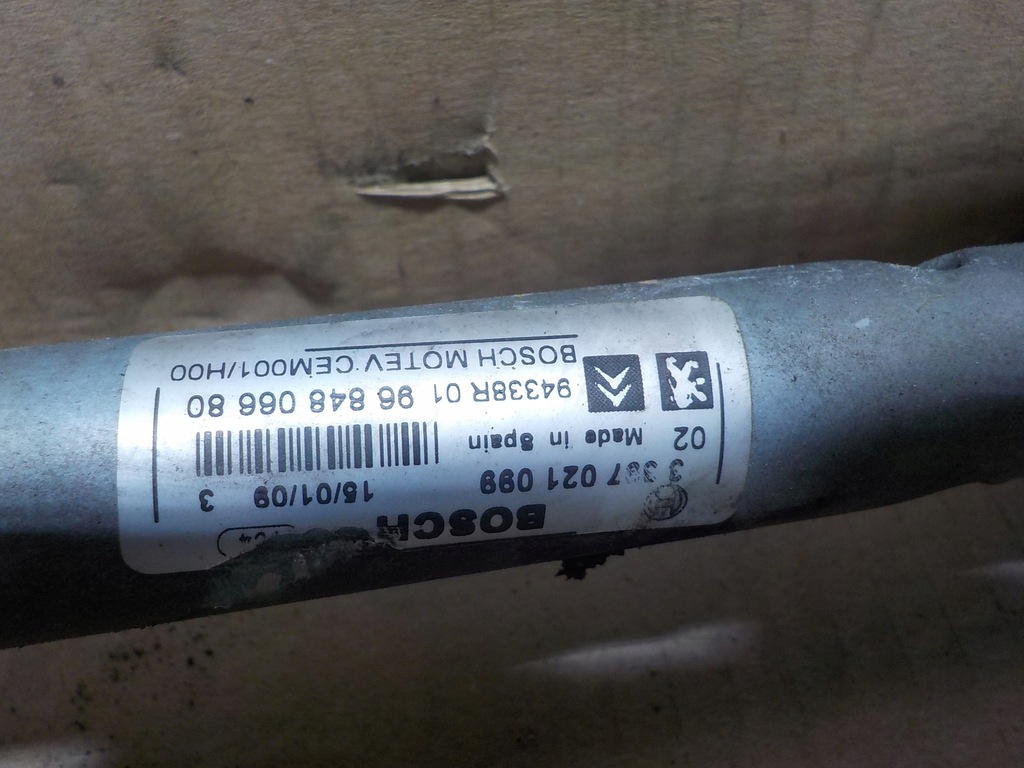 BOSCH
3 397 021 099 15/01/09 3
02 Made in Spain
94338R 01 96 848 066 80
BOSCH MOTEV CEM001/H00